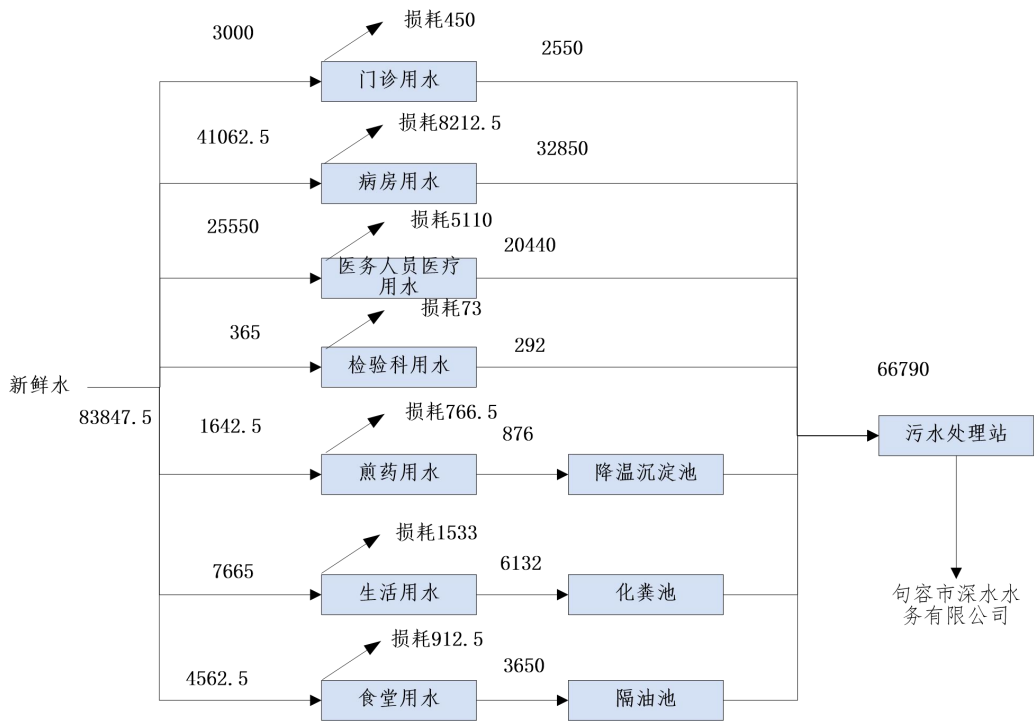 3000
损耗450
2550
门诊用水
41062.5
损耗8212.5
32850
病房用水
25550
损耗5110
20440
医务人员医疗
用水
365
损耗73
292
检验科用水
新鲜水
83847.5
66790
污水处理站
1642.5
损耗766.5
876
煎药用水
降温沉淀池
7665
损耗1533
6132
生活用水
化粪池
句容市深水水
务有限公司
4562.5
损耗912.5
3650
食堂用水
隔油池